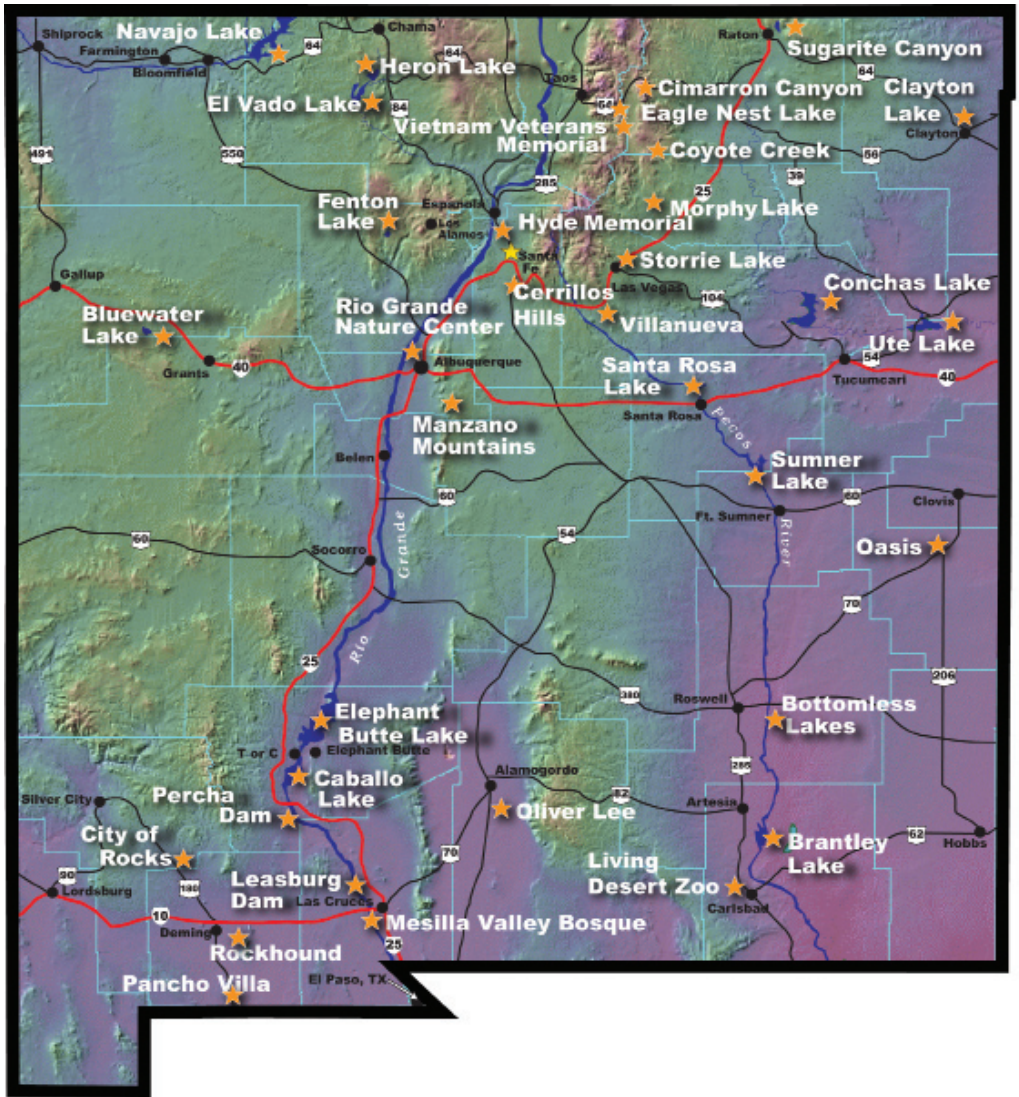 Navajo Lake
Chama
Raton
Shiprock
Farmington
Bloomfield
64
64
Sugarite Canyon
Heron Lake
64
Taos
Cimarron Canyon
Clayton
Lake
El Vado Lake
84
64
Eagle Nest Lake
Vietnam Veterans
Memorial
Clayton
491
550
Coyote Creek
56
39
285
25
Espanola
Fenton
Lake
Los
Alamos
Morphy Lake
Hyde Memorial
Santa
Fe
Storrie Lake
Gallup
Las Vegas
104
Conchas Lake
Cerrillos
Hills
Rio Grande
Nature Center
Bluewater
Lake
Villanueva
Ute Lake
Albuquerque
Grants
40
54
Tucumcari
40
Santa Rosa
Lake
Santa Rosa
Pecos
Manzano
Mountains
Belen
Sumner
Lake
60
60
Clovis
Ft. Sumner
River
60
54
Oasis
Socorro
Grande
70
Rio
25
206
380
Roswell
Elephant
Butte Lake
Bottomless
Lakes
T or C
Elephant Butte
285
Alamogordo
Caballo
Lake
Silver City
Percha
Dam
82
Artesia
Oliver Lee
City of
Rocks
62
Brantley
Lake
Hobbs
70
Living
Desert Zoo
90
Lordsburg
180
Leasburg
Dam
Las Cruces
Carlsbad
10
Deming
Mesilla Valley Bosque
25
Rockhound
El Paso, TX
Pancho Villa